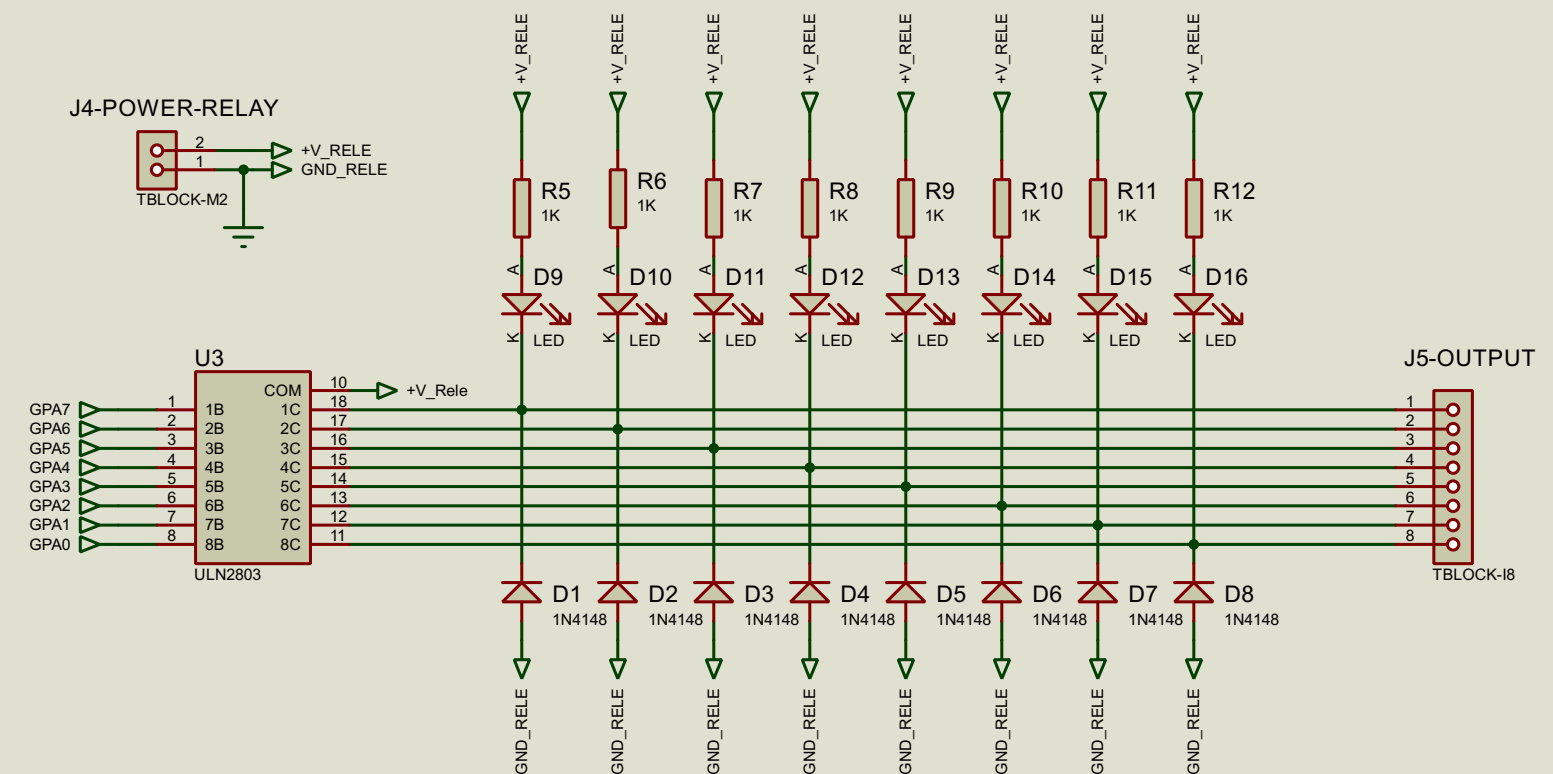 +V_RELE +V_RELE +V_RELE +V_RELE +V_RELE +V_RELE +V_RELE +V_RELE
J4-POWER-RELAY
2 +V_RELE
1 GND_RELE
TBLOCK-M2
R5 R6 R7 R8 R9 R10 R11 R12
1K 1K 1K 1K 1K 1K 1K 1K
A A A A A A A A
D9 D10 D11 D12 D13 D14 D15 D16
K K K K K K K K
LED LED LED LED LED LED LED LED
U3
J5-OUTPUT
COM 10 +V_Rele
GPA7 1 1B 1C 18 1
GPA6 2 2B 2C 17 2
GPA5 3 3B 3C 16 3
GPA4 4 4B 4C 15 4
GPA3 5 5B 5C 14 5
GPA2 6 6B 6C 13 6
GPA1 7 7B 7C 12 7
GPA0 8 8B 8C 11 8
ULN2803
TBLOCK-I8
D1 D2 D3 D4 D5 D6 D7 D8
1N4148 1N4148 1N4148 1N4148 1N4148 1N4148 1N4148 1N4148
GND_RELE GND_RELE GND_RELE GND_RELE GND_RELE GND_RELE GND_RELE GND_RELE